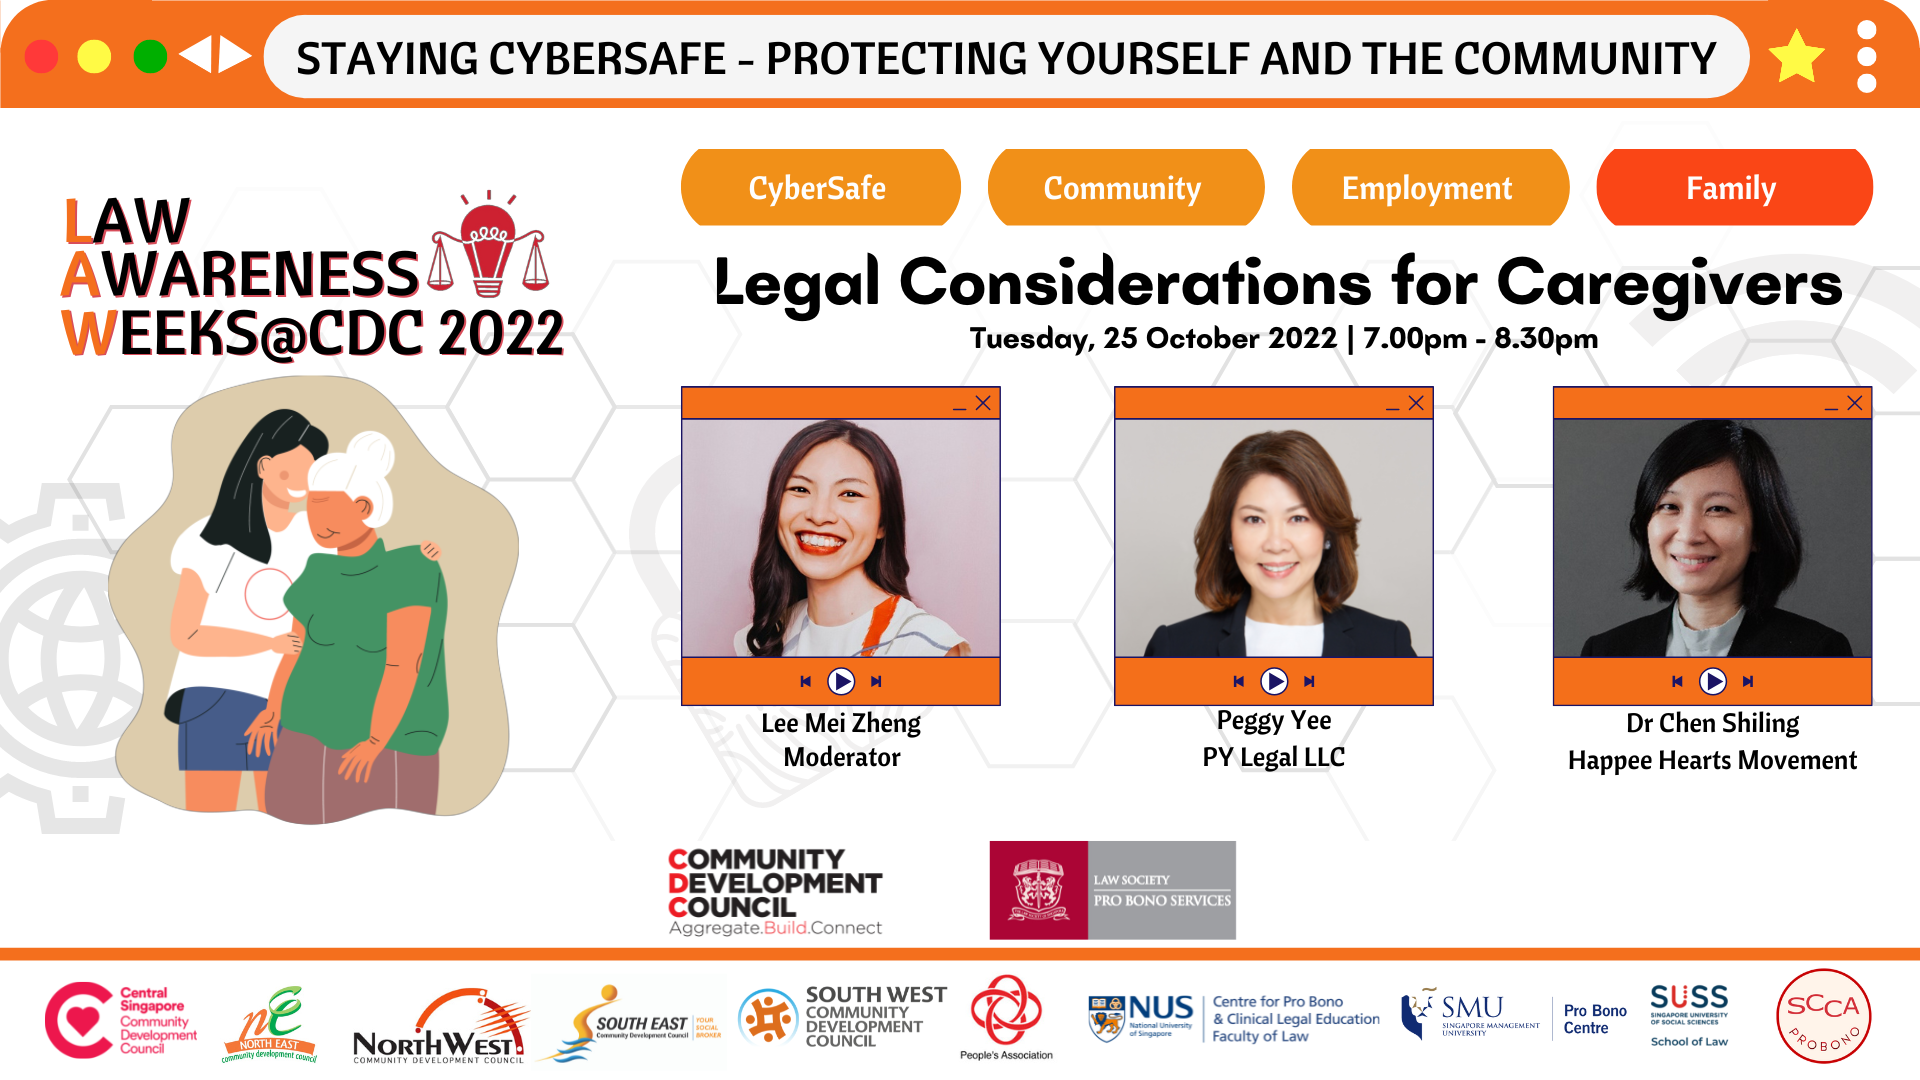 STAYING CYBERSAFE - PROTECTING YOURSELF AND THE COMMUNITY
CyberSafe
Community
Employment
Family
LAW
AWARENESS
WEEKS@CDC 2022
Legal Considerations for Caregivers
Tuesday, 25 October 2022 | 7.00pm - 8.30pm
Lee Mei Zheng
Moderator
Peggy Yee
PY Legal LLC
Dr Chen Shiling
Happee Hearts Movement
COMMUNITY
DEVELOPMENT
COUNCIL
Aggregate.Build.Connect
LAW SOCIETY
PRO BONO SERVICES
Central
Singapore
Community
Development
Council
NE
NORTH EAST
community development council
NORTHWEST
COMMUNITY DEVELOPMENT COUNCIL
SOUTH EAST
Community Development Council
YOUR
SOCIAL
BROKER
SOUTH WEST
COMMUNITY
DEVELOPMENT
COUNCIL
People's Association
NUS
National University
of Singapore
Centre for Pro Bono
& Clinical Legal Education
Faculty of Law
SMU
SINGAPORE MANAGEMENT
UNIVERSITY
Pro Bono
Centre
SUSS
SINGAPORE UNIVERSITY
OF SOCIAL SCIENCES
School of Law
SCCA
PROBONO